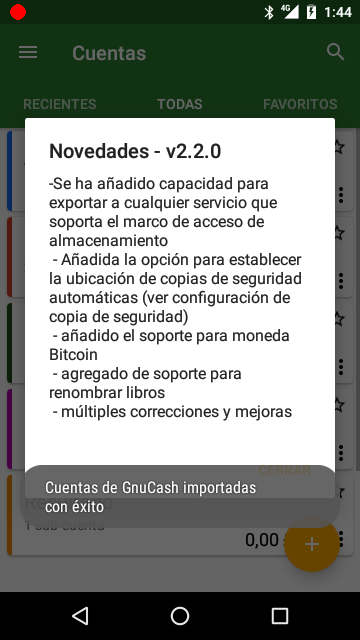 1:44
4G
Cuentas
RECIENTES
TODAS
FAVORITOS
Novedades - v2.2.0
-Se ha añadido capacidad para
exportar a cualquier servicio que
soporta el marco de acceso de
almacenamiento
- Añadida la opción para establecer
la ubicación de copias de seguridad
automáticas (ver configuración de
copia de seguridad)
- añadido el soporte para moneda
Bitcoin
- agregado de soporte para
renombrar libros
- múltiples correcciones y mejoras
CERRAR
Cuentas de GnuCash importadas
con éxito
1 sub-cuenta
0,00